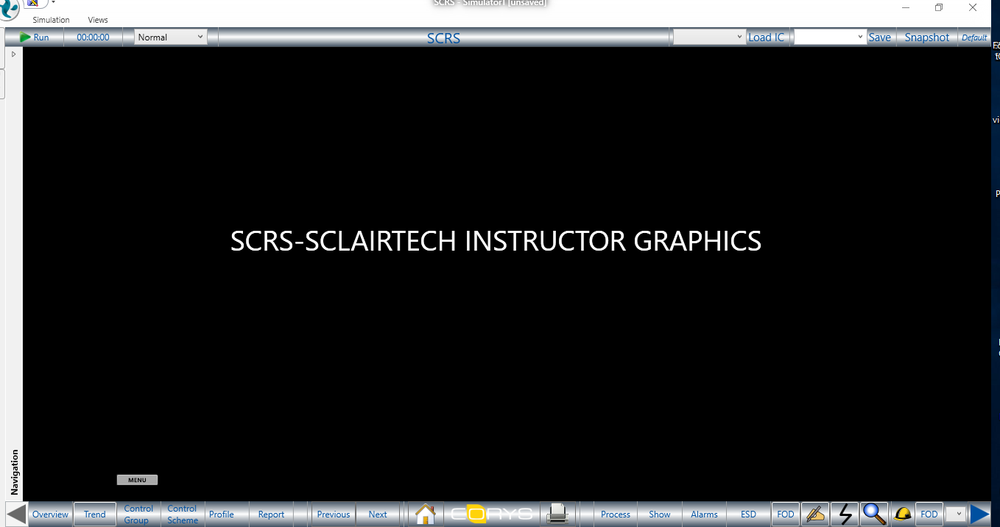 SCRS - Simulator1 [unsaved]
Simulation Views
Run 00:00:00 Normal SCRS Load IC Save Snapshot Default
SCRS-SCLAIRTECH INSTRUCTOR GRAPHICS
Navigation
MENU
Overview Trend Control Group Control Scheme Profile Report Previous Next CORYS Process Show Alarms ESD FOD FOD